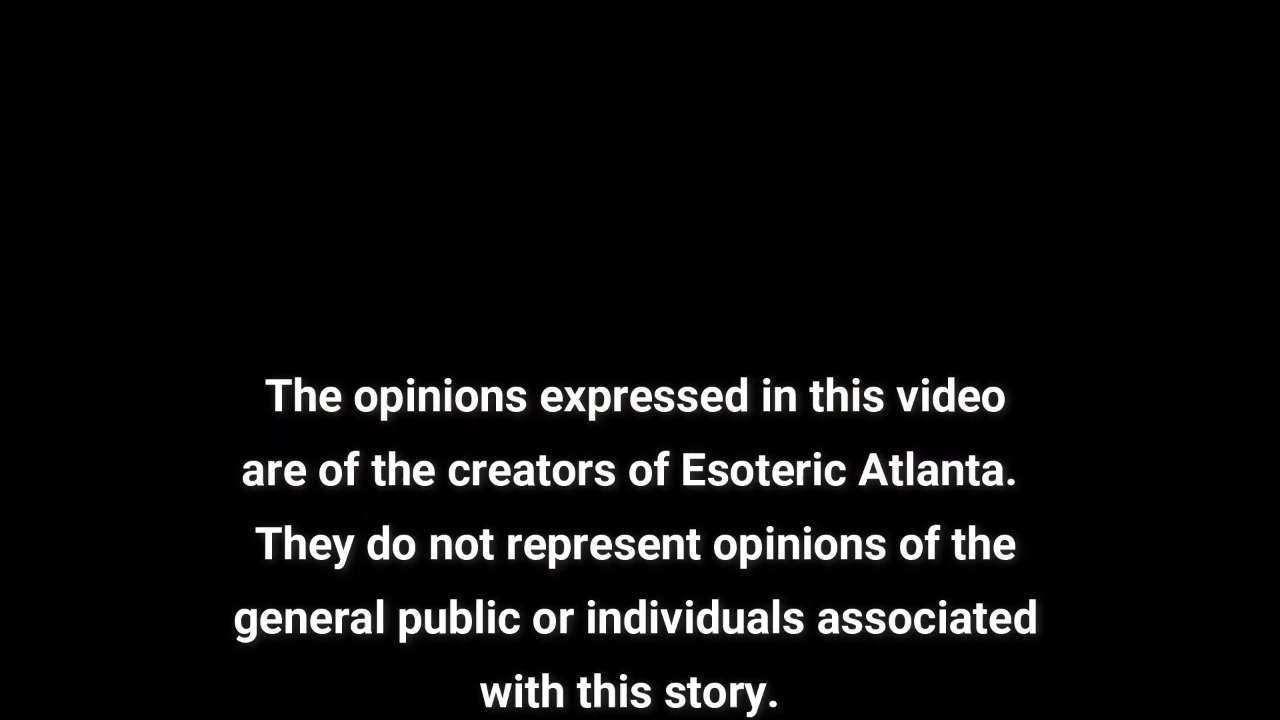 The opinions expressed in this video
are of the creators of Esoteric Atlanta.
They do not represent opinions of the
general public or individuals associated
with this story.